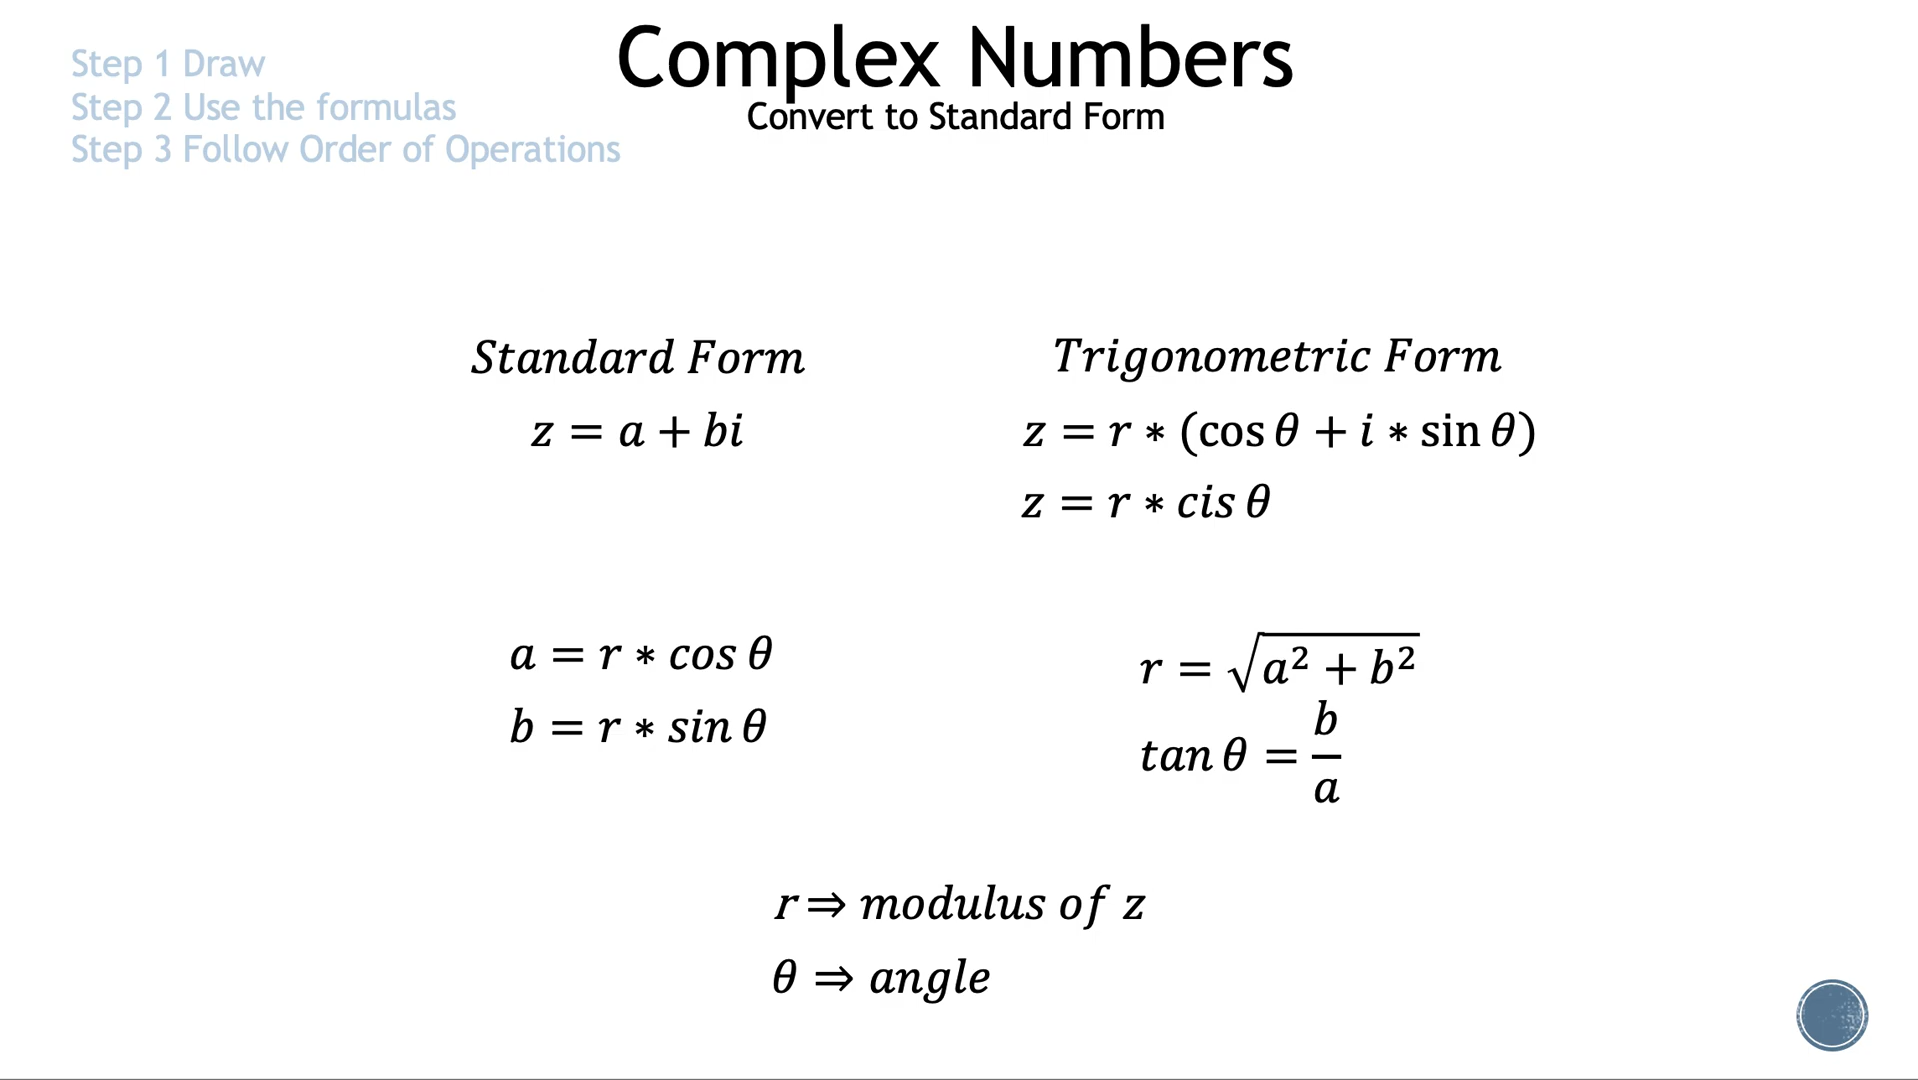 Complex Numbers
Convert to Standard Form
Step 1 Draw
Step 2 Use the formulas
Step 3 Follow Order of Operations
Standard Form
z = a + bi
Trigonometric Form
z = r * (cos θ + i * sin θ)
z = r * cis θ
a = r * cos θ
b = r * sin θ
r = √(a² + b²)
tan θ = b/a
r ⇒ modulus of z
θ ⇒ angle